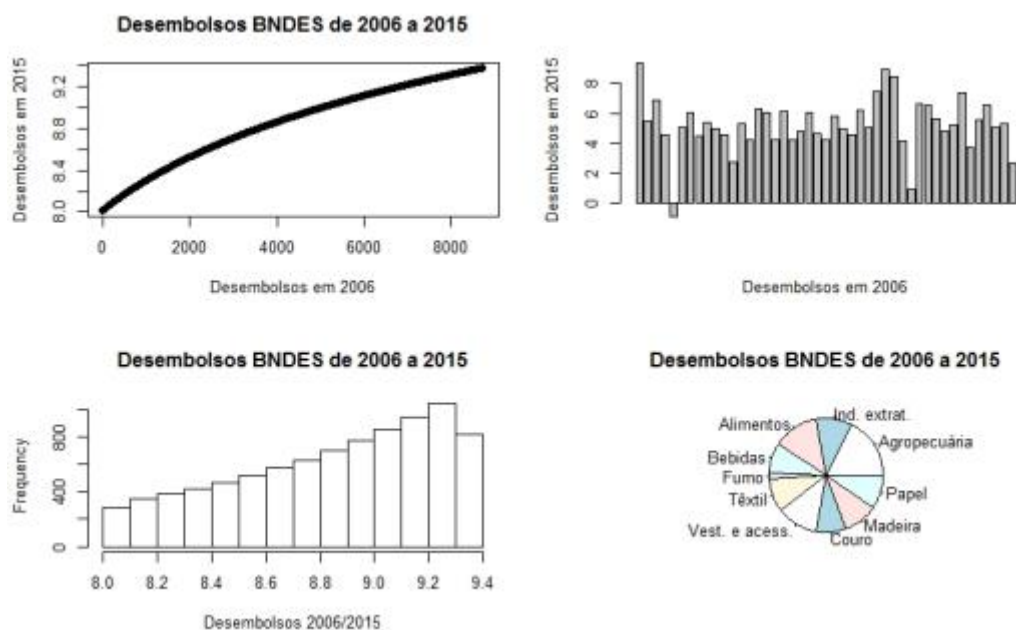 Desembolsos BNDES de 2006 a 2015
Desembolsos em 2015
8.0 8.4 8.8 9.2
0 2000 4000 6000 8000
Desembolsos em 2006
Desembolsos em 2015
0 2 4 6 8
Desembolsos em 2006
Desembolsos BNDES de 2006 a 2015
Frequency
0 400 800
8.0 8.2 8.4 8.6 8.8 9.0 9.2 9.4
Desembolsos 2006/2015
Desembolsos BNDES de 2006 a 2015
Ind. extrat.
Alimentos
Agropecuária
Bebidas
Fumo
Papel
Têxtil
Madeira
Vest. e acess.
Couro